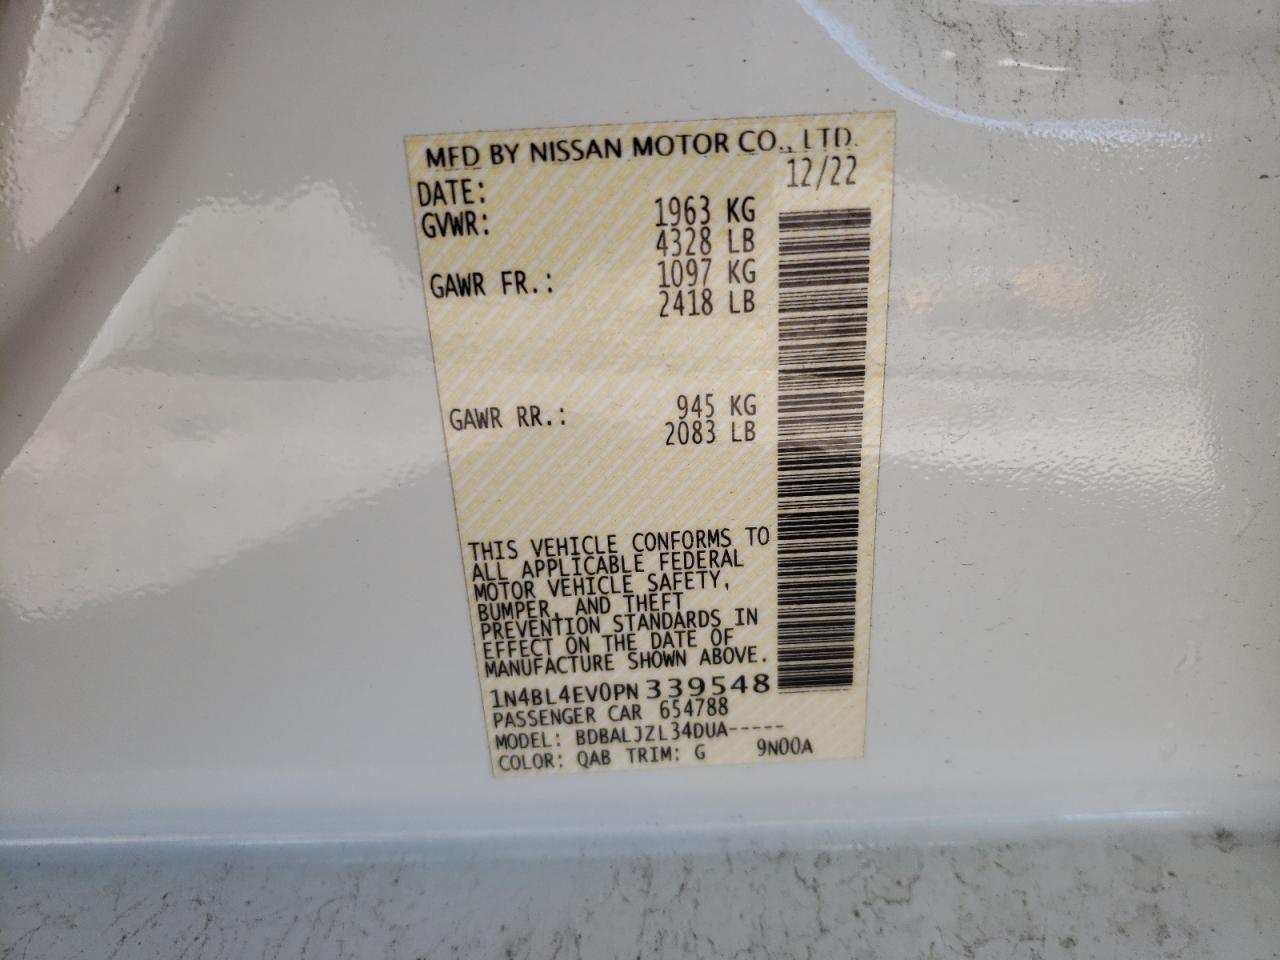 MFD BY NISSAN MOTOR CO., LTD.
DATE: 12/22
GVWR: 1963 KG
4328 LB
GAWR FR.: 1097 KG
2418 LB
GAWR RR.: 945 KG
2083 LB
THIS VEHICLE CONFORMS TO
ALL APPLICABLE FEDERAL
MOTOR VEHICLE SAFETY,
BUMPER, AND THEFT
PREVENTION STANDARDS IN
EFFECT ON THE DATE OF
MANUFACTURE SHOWN ABOVE.
1N4BL4EV0PN339548
PASSENGER CAR 654788
MODEL: BDBALJZL34DUA-----
COLOR: QAB TRIM: G 9N00A